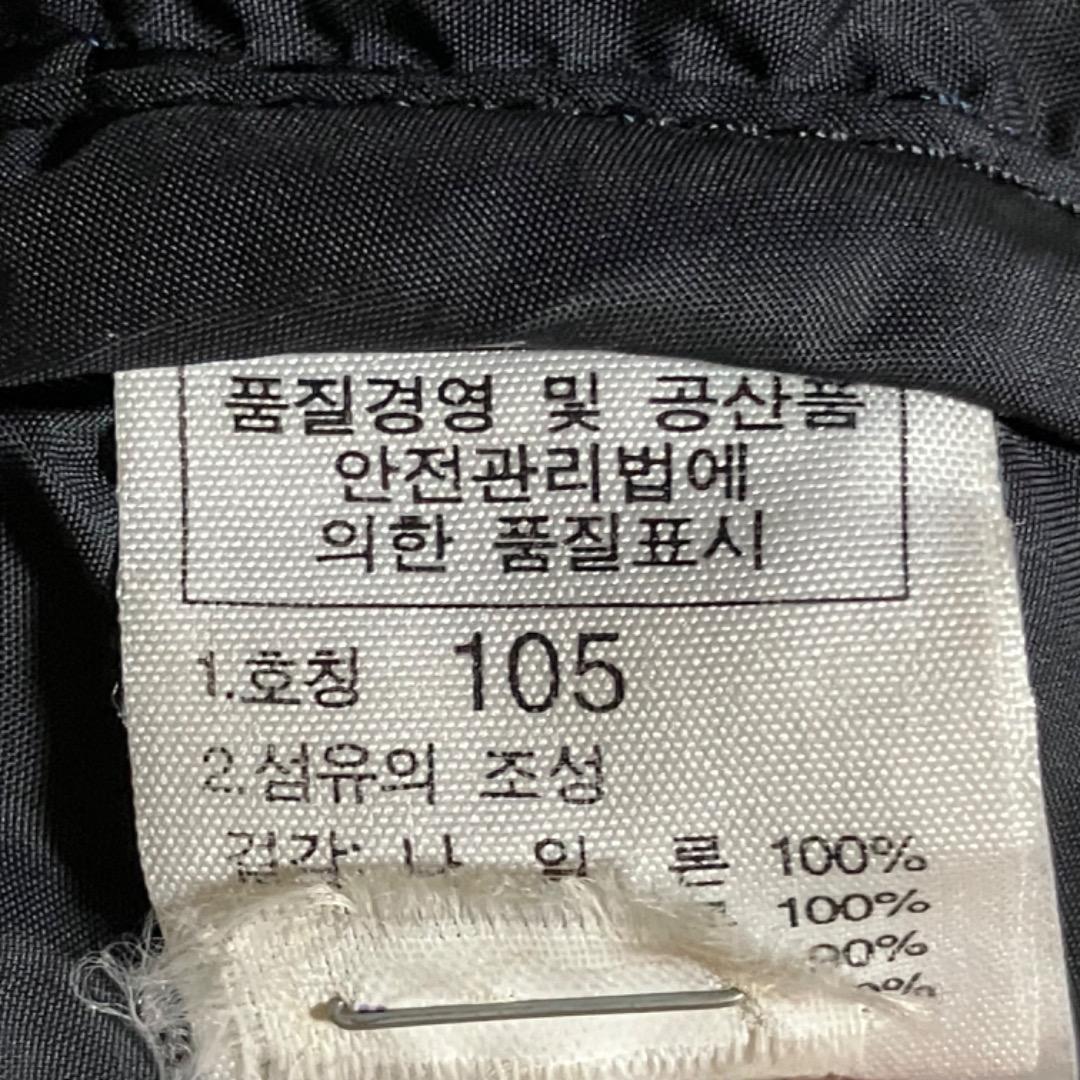 품질경영 및 공산품
안전관리법에
의한 품질표시
1.호칭 105
2.섬유의 조성
겉감: 나 일 론 100%
100%